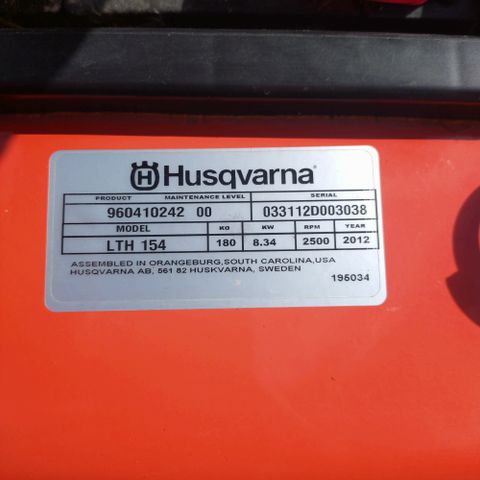 Husqvarna
PRODUCT MAINTENANCE LEVEL SERIAL
960410242 00 033112D003038
MODEL KG KW RPM YEAR
LTH 154 180 8.34 2500 2012
ASSEMBLED IN ORANGEBURG,SOUTH CAROLINA,USA
HUSQVARNA AB, 561 82 HUSKVARNA, SWEDEN
195034